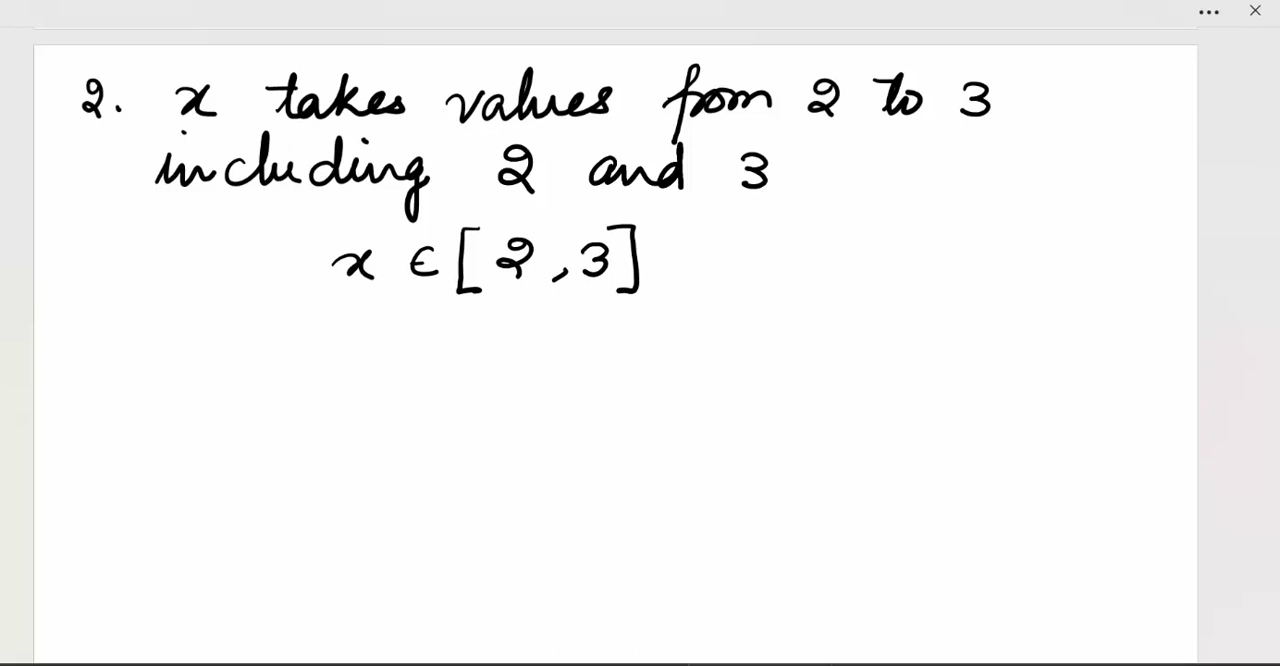 2. x takes values from 2 to 3
including 2 and 3
x ∈ [2, 3]